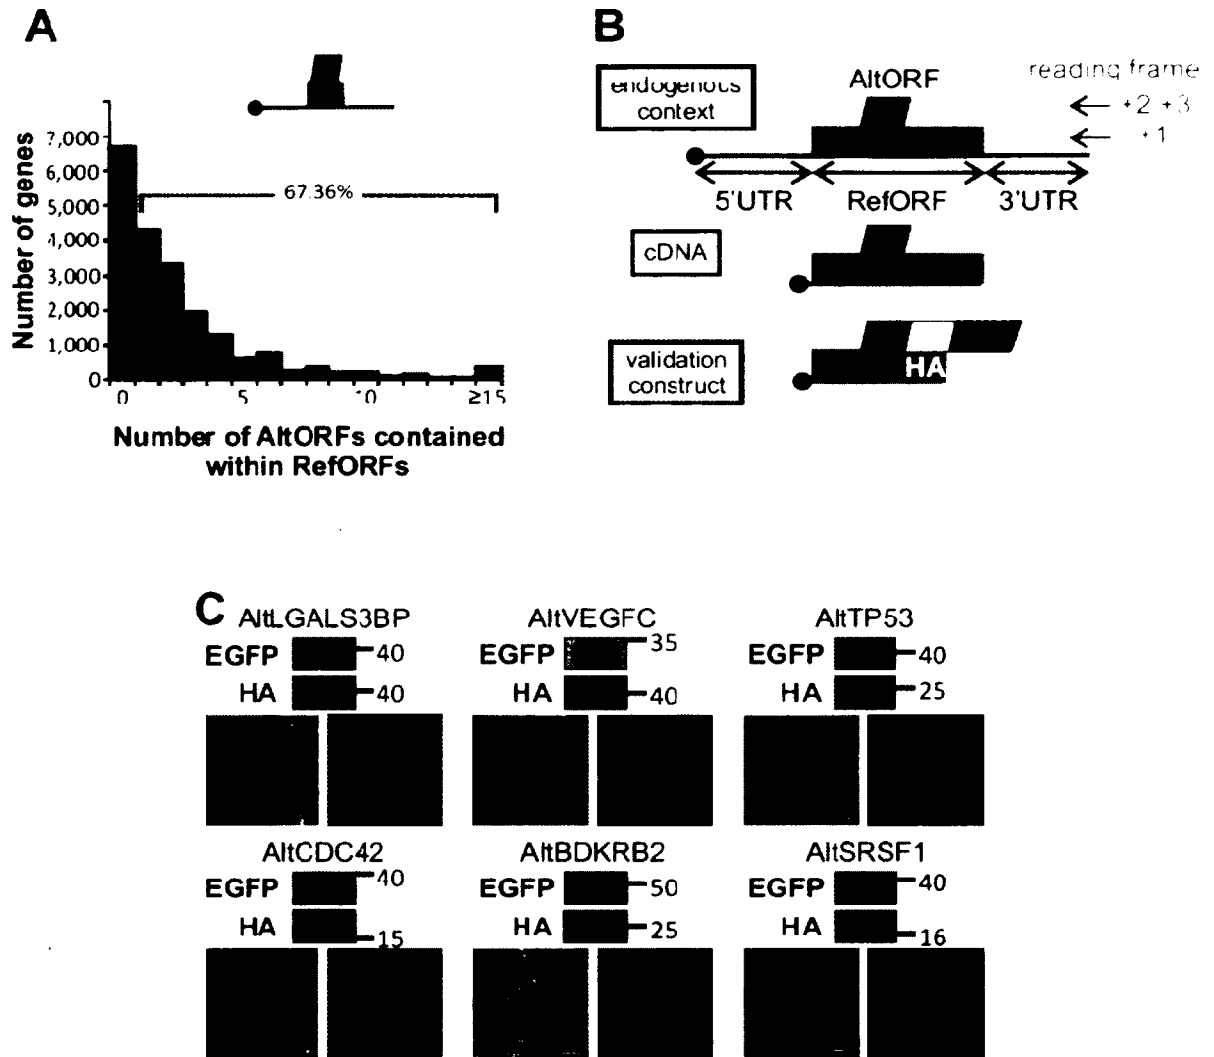 A
Number of genes
7,000
6,000
5,000
4,000
3,000
2,000
1,000
0
67.36%
0
5
10
≥15
Number of AltORFs contained
within RefORFs
B
endogenous
context
AltORF
reading frame
+2 +3
+1
5'UTR
RefORF
3'UTR
cDNA
validation
construct
HA
C
AltLGALS3BP
EGFP
40
HA
40
AltVEGFC
EGFP
35
HA
40
AltTP53
EGFP
40
HA
25
AltCDC42
EGFP
40
HA
15
AltBDKRB2
EGFP
50
HA
25
AltSRSF1
EGFP
40
HA
16